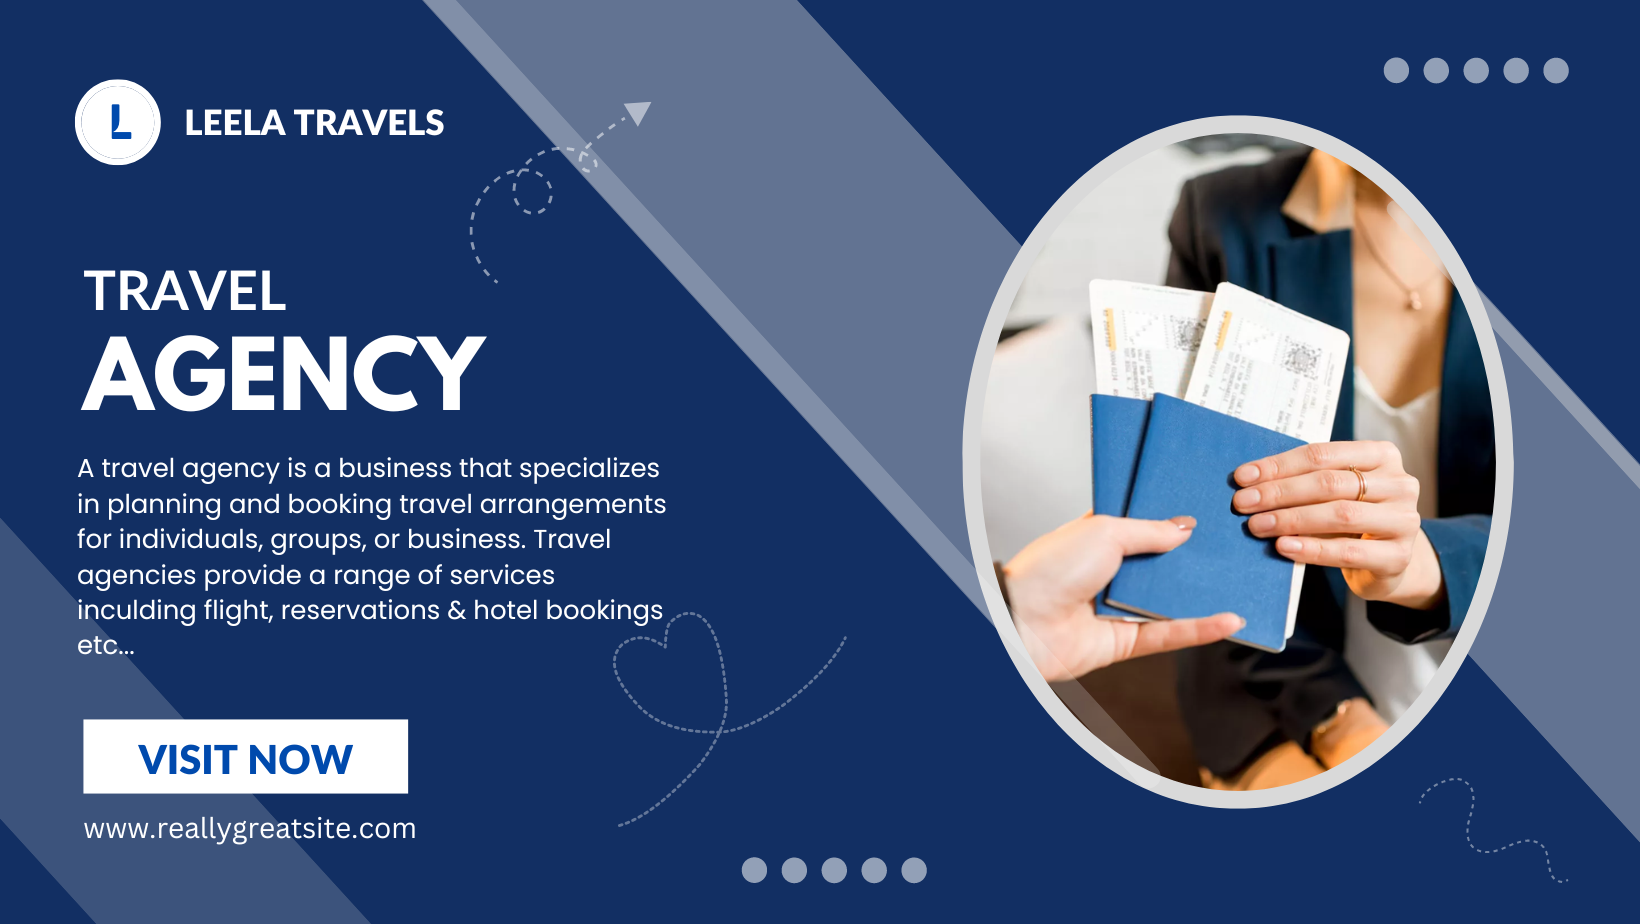 L
LEELA TRAVELS
TRAVEL
AGENCY
A travel agency is a business that specializes
in planning and booking travel arrangements
for individuals, groups, or business. Travel
agencies provide a range of services
inculding flight, reservations & hotel bookings
etc...
VISIT NOW
www.reallygreatsite.com